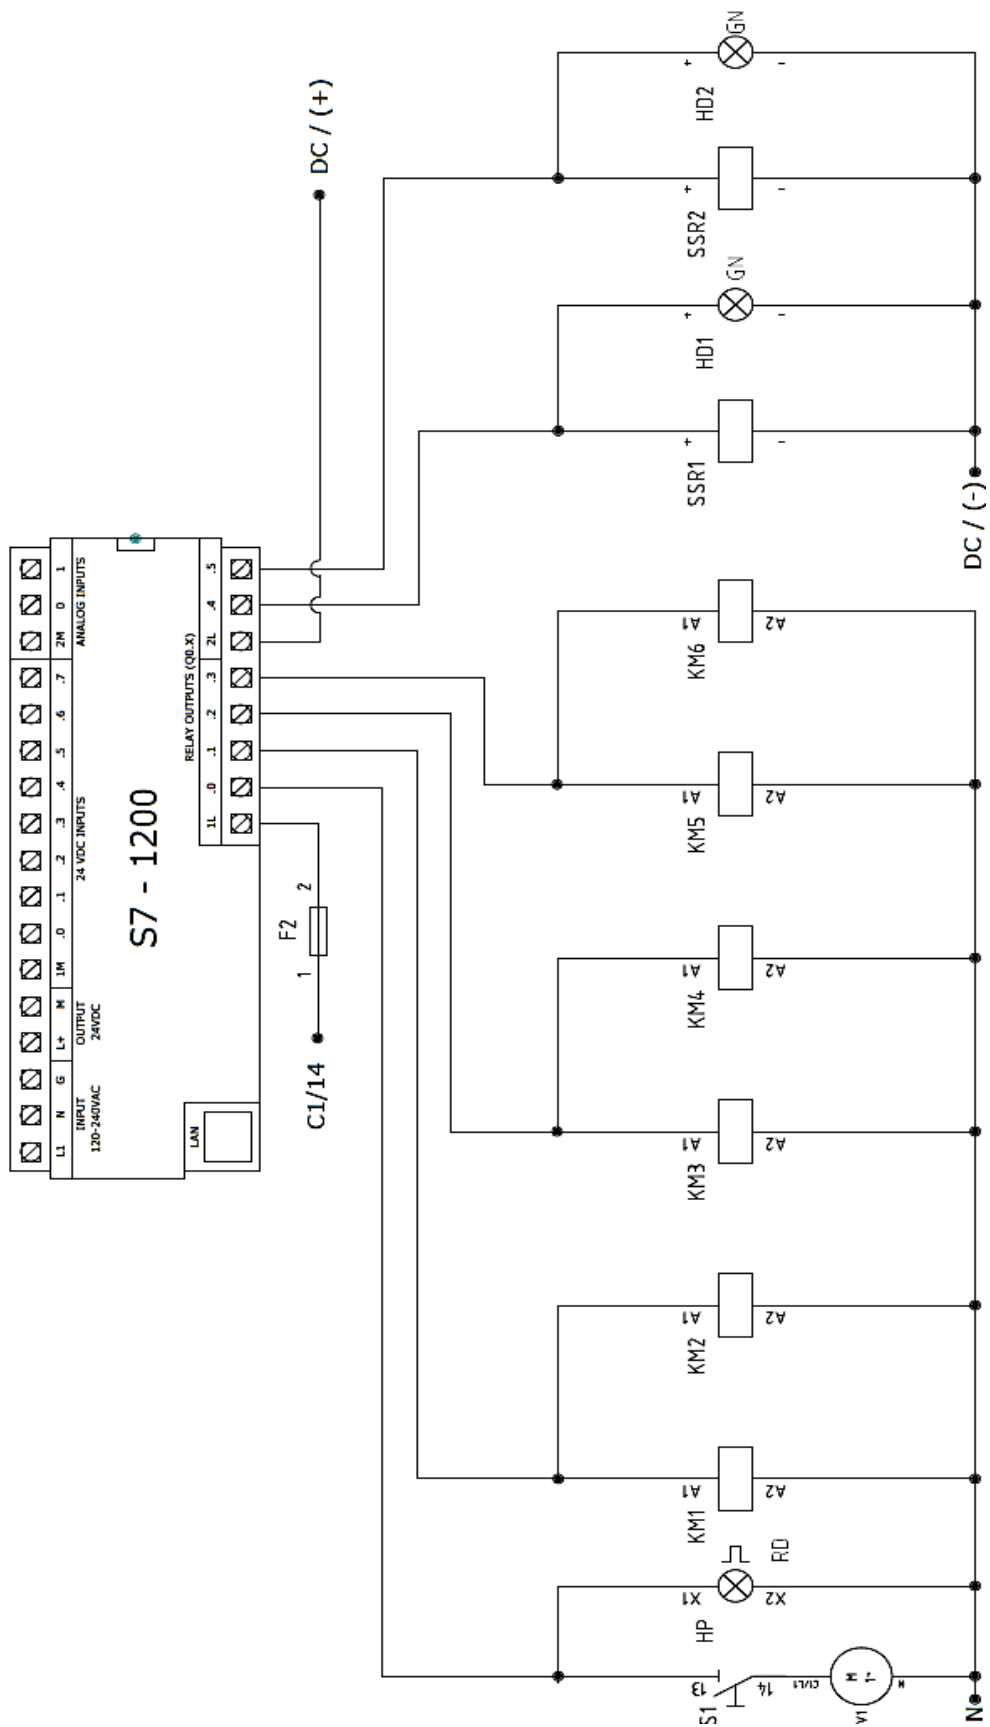 GN
HD2
+
-
DC / (+)
SSR2
+
-
GN
HD1
+
-
SSR1
+
-
DC / (-)
S7 - 1200
ANALOG INPUTS
2M 0 1
24 VDC INPUTS
1M .0 .1 .2 .3 .4 .5 .6 .7
OUTPUT
24VDC
L+ M
INPUT
120-240VAC
L1 N G
LAN
RELAY OUTPUTS (Q0.X)
1L .0 .1 .2 .3 2L .4 .5
F2
1
2
C1/14
KM6
A1
A2
KM5
A1
A2
KM4
A1
A2
KM3
A1
A2
KM2
A1
A2
KM1
A1
A2
RD
HP
X1
X2
S1
13
14
C1/L1
N
V1
N